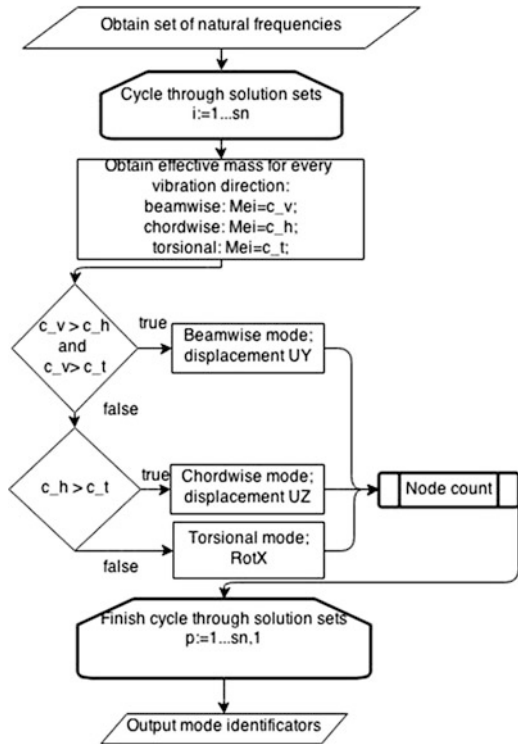 Obtain set of natural frequencies
Cycle through solution sets
i:=1...sn
Obtain effective mass for every
vibration direction:
beamwise: Mei=c_v;
chordwise: Mei=c_h;
torsional: Mei=c_t;
c_v > c_h
and
c_v> c_t
true
Beamwise mode;
displacement UY
false
c_h > c_t
true
Chordwise mode;
displacement UZ
Node count
false
Torsional mode;
RotX
Finish cycle through solution sets
p:=1...sn,1
Output mode identificators